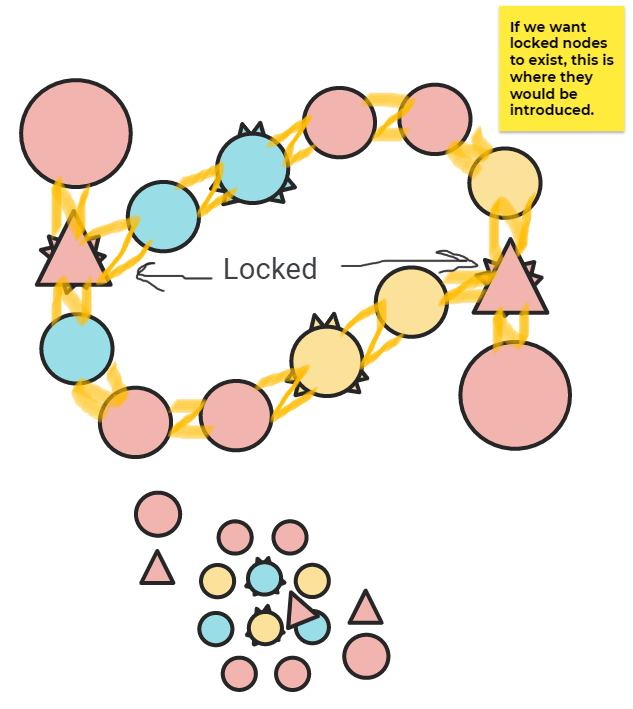 If we want
locked nodes
to exist, this is
where they
would be
introduced.
Locked